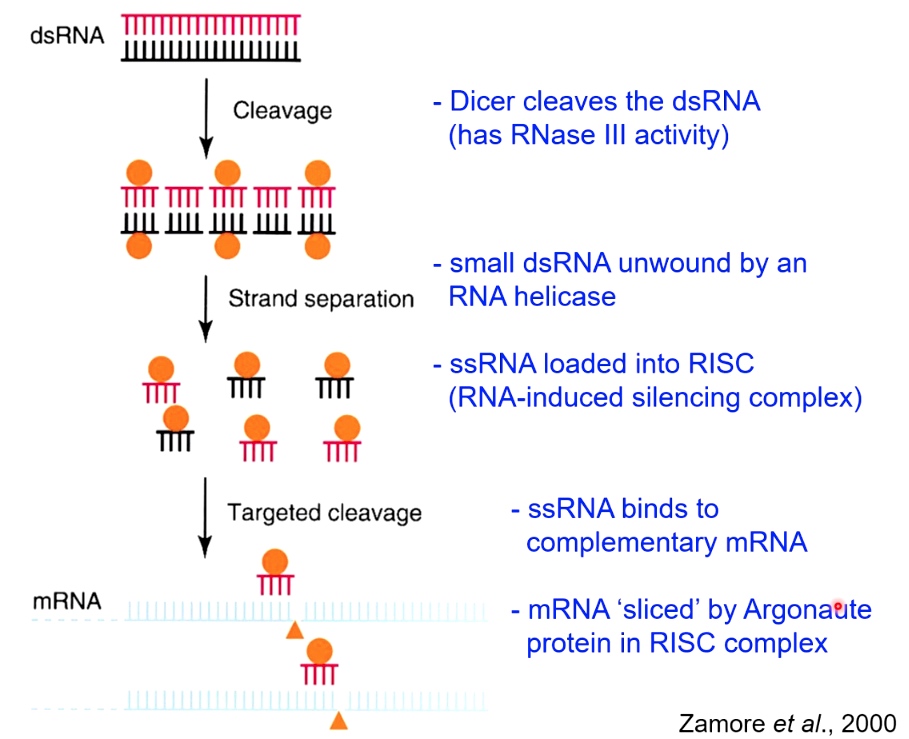 dsRNA
Cleavage
- Dicer cleaves the dsRNA
(has RNase III activity)
- small dsRNA unwound by an
RNA helicase
Strand separation
- ssRNA loaded into RISC
(RNA-induced silencing complex)
Targeted cleavage
- ssRNA binds to
complementary mRNA
mRNA
- mRNA ‘sliced’ by Argonaute
protein in RISC complex
Zamore et al., 2000